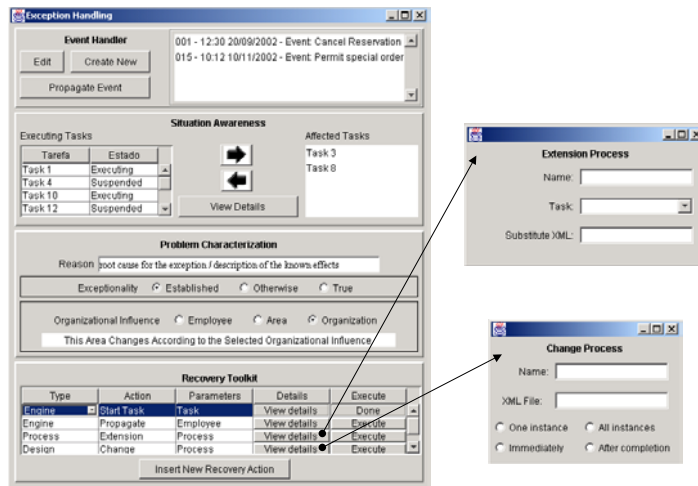 Exception Handling
Event Handler
Edit
Create New
Propagate Event
001 - 12:30 20/09/2002 - Event: Cancel Reservation
015 - 10:12 10/11/2002 - Event: Permit special order
Situation Awareness
Executing Tasks
Tarefa Estado
Task 1 Executing
Task 4 Suspended
Task 10 Executing
Task 12 Suspended
View Details
Affected Tasks
Task 3
Task 8
Problem Characterization
Reason root cause for the exception / description of the known effects
Exceptionality Established Otherwise True
Organizational Influence Employee Area Organization
This Area Changes According to the Selected Organizational Influence
Recovery Toolkit
Type Action Parameters Details Execute
Engine Start Task Task View details Done
Engine Propagate Employee View details Execute
Process Extension Process View details Execute
Design Change Process View details Execute
Insert New Recovery Action
Extension Process
Name:
Task:
Substitute XML:
Change Process
Name:
XML File:
One instance All instances
Immediately After completion